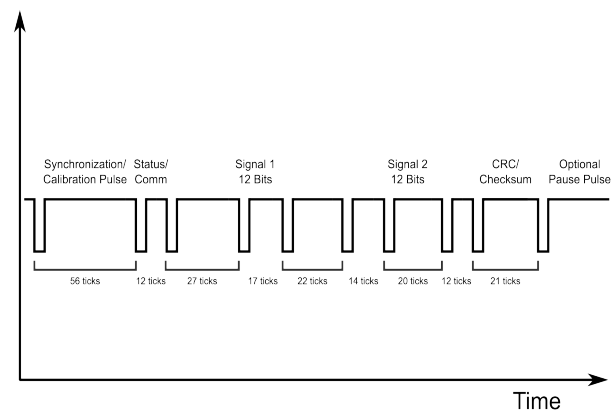 Synchronization/
Calibration Pulse
Status/
Comm
Signal 1
12 Bits
Signal 2
12 Bits
CRC/
Checksum
Optional
Pause Pulse
56 ticks
12 ticks
27 ticks
17 ticks
22 ticks
14 ticks
20 ticks
12 ticks
21 ticks
Time